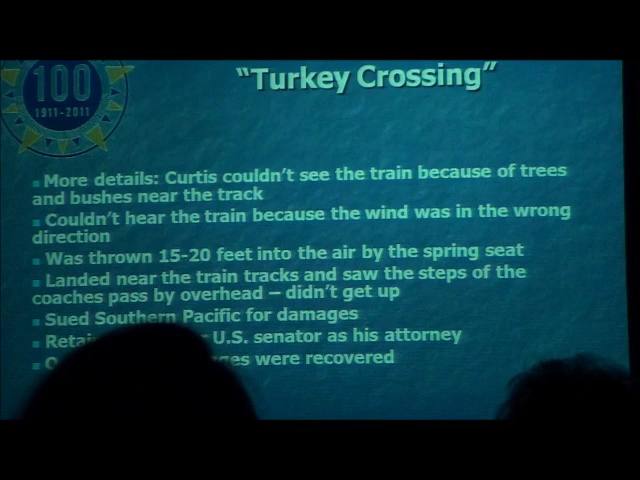 100
1911-2011
"Turkey Crossing"
More details: Curtis couldn't see the train because of trees
and bushes near the track
Couldn't hear the train because the wind was in the wrong
direction
Was thrown 15-20 feet into the air by the spring seat
Landed near the train tracks and saw the steps of the
coaches pass by overhead – didn't get up
Sued Southern Pacific for damages
U.S. senator as his attorney
were recovered